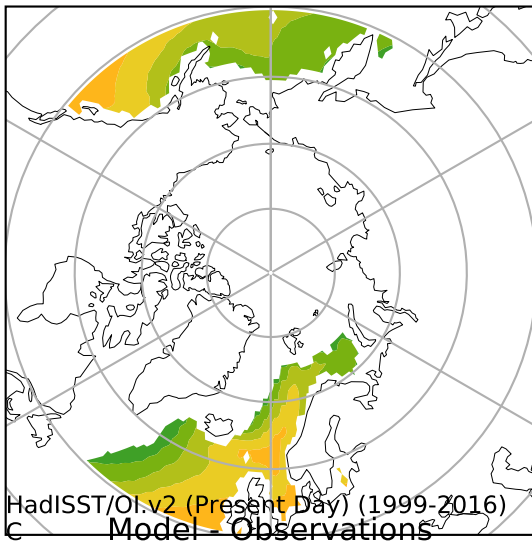 HadISST/OI.v2 (Present Day) (1999-2016)
C Model - Observations